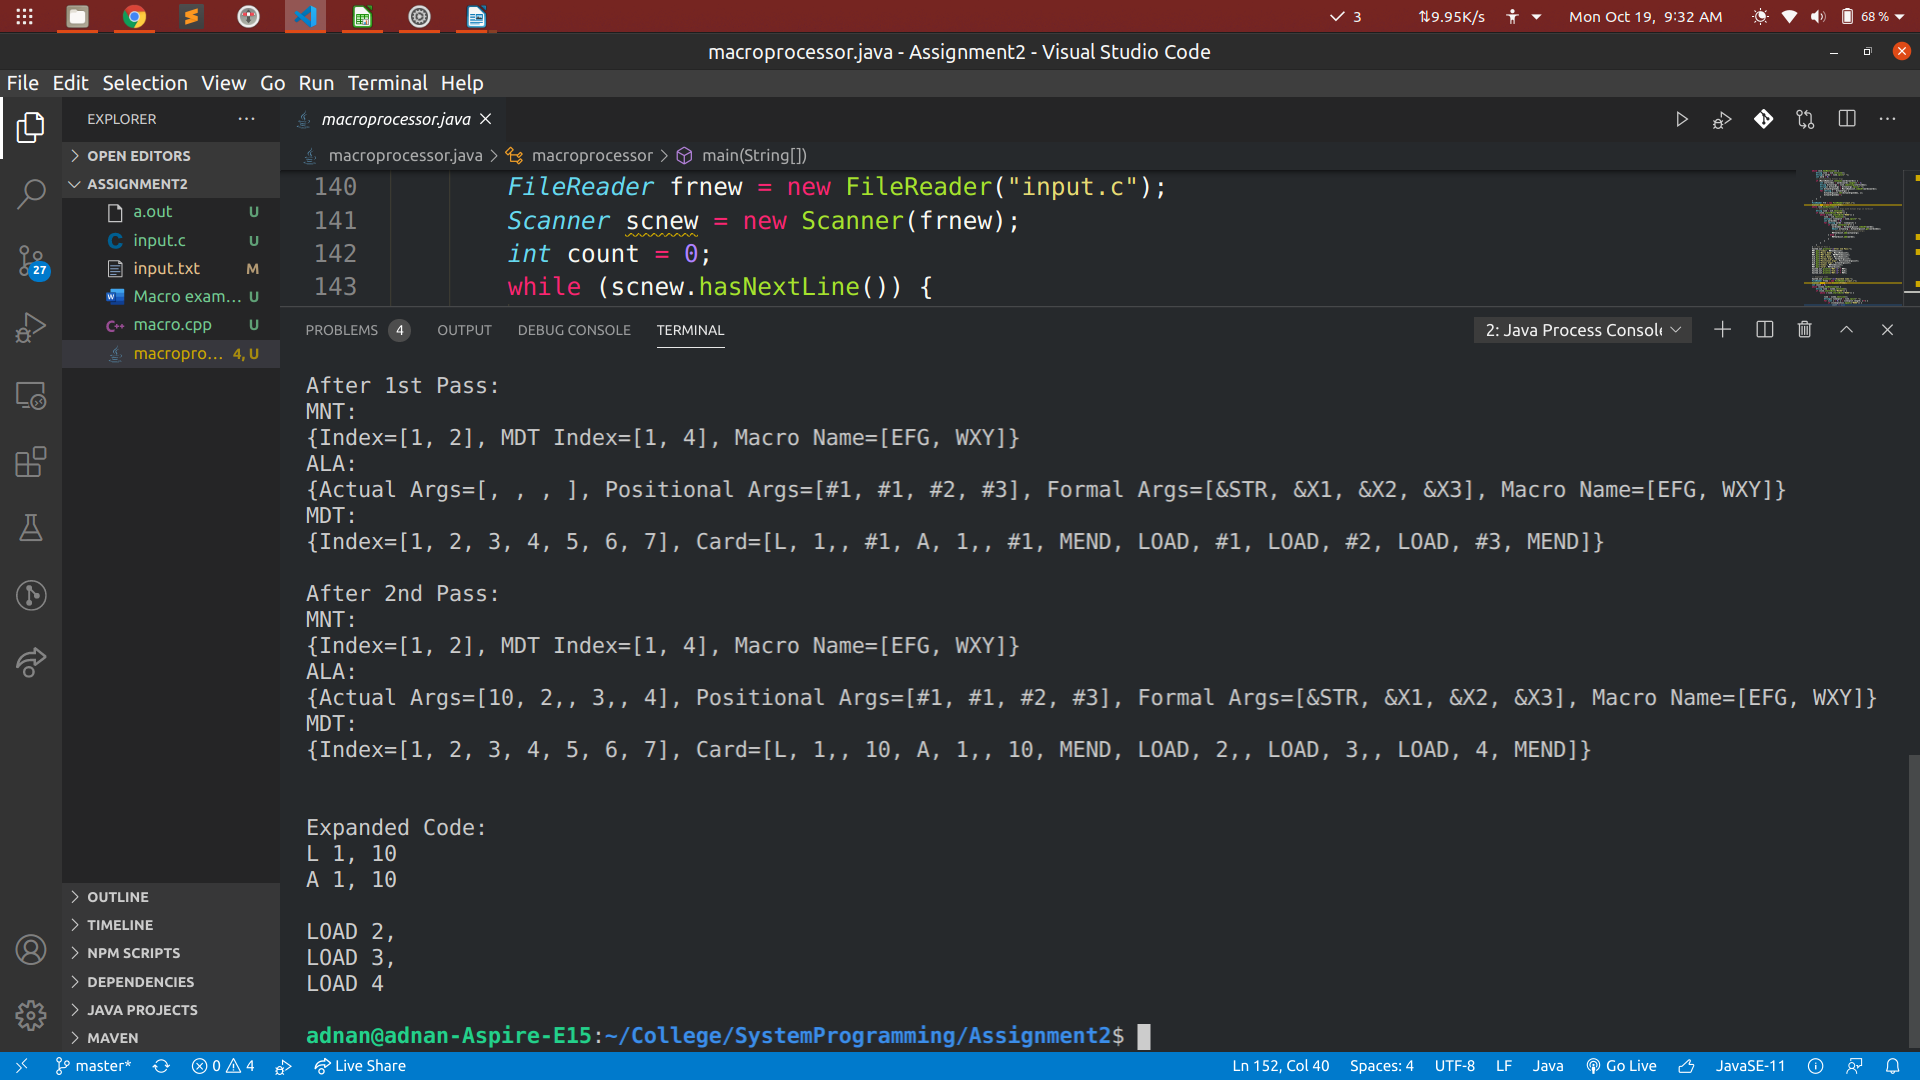 3
9.95K/s
Mon Oct 19, 9:32 AM
68 %
macroprocessor.java - Assignment2 - Visual Studio Code
File Edit Selection View Go Run Terminal Help
EXPLORER
OPEN EDITORS
ASSIGNMENT2
a.out U
input.c U
input.txt M
Macro exam... U
macro.cpp U
macropro... 4, U
27
OUTLINE
TIMELINE
NPM SCRIPTS
DEPENDENCIES
JAVA PROJECTS
MAVEN
macroprocessor.java
macroprocessor.java > macroprocessor > main(String[])
140 FileReader frnew = new FileReader("input.c");
141 Scanner scnew = new Scanner(frnew);
142 int count = 0;
143 while (scnew.hasNextLine()) {
PROBLEMS 4 OUTPUT DEBUG CONSOLE TERMINAL
2: Java Process Console
After 1st Pass:
MNT:
{Index=[1, 2], MDT Index=[1, 4], Macro Name=[EFG, WXY]}
ALA:
{Actual Args=[, , , ], Positional Args=[#1, #1, #2, #3], Formal Args=[&STR, &X1, &X2, &X3], Macro Name=[EFG, WXY]}
MDT:
{Index=[1, 2, 3, 4, 5, 6, 7], Card=[L, 1,, #1, A, 1,, #1, MEND, LOAD, #1, LOAD, #2, LOAD, #3, MEND]}
After 2nd Pass:
MNT:
{Index=[1, 2], MDT Index=[1, 4], Macro Name=[EFG, WXY]}
ALA:
{Actual Args=[10, 2,, 3,, 4], Positional Args=[#1, #1, #2, #3], Formal Args=[&STR, &X1, &X2, &X3], Macro Name=[EFG, WXY]}
MDT:
{Index=[1, 2, 3, 4, 5, 6, 7], Card=[L, 1,, 10, A, 1,, 10, MEND, LOAD, 2,, LOAD, 3,, LOAD, 4, MEND]}
Expanded Code:
L 1, 10
A 1, 10
LOAD 2,
LOAD 3,
LOAD 4
adnan@adnan-Aspire-E15:~/College/SystemProgramming/Assignment2$
master* 0 4 Live Share
Ln 152, Col 40 Spaces: 4 UTF-8 LF Java Go Live JavaSE-11